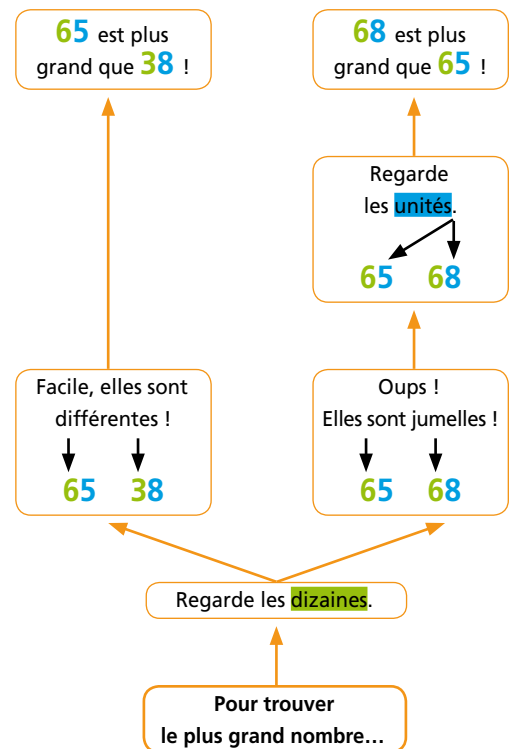 65 est plus
grand que 38 !
68 est plus
grand que 65 !
Regarde
les unités.
65 68
Facile, elles sont
différentes !
65 38
Oups !
Elles sont jumelles !
65 68
Regarde les dizaines.
Pour trouver
le plus grand nombre...